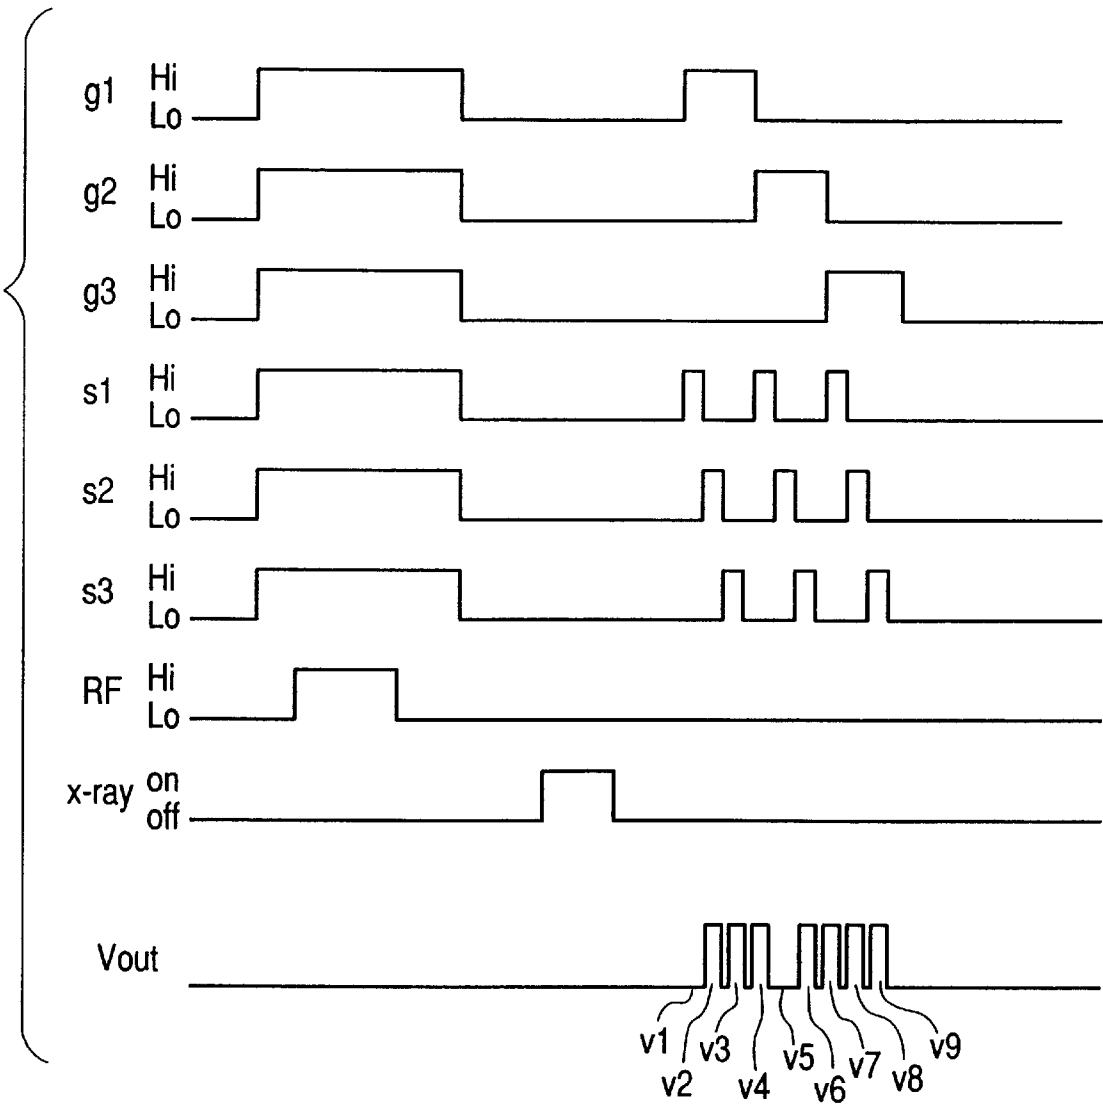 g1 Hi
Lo
g2 Hi
Lo
g3 Hi
Lo
s1 Hi
Lo
s2 Hi
Lo
s3 Hi
Lo
RF Hi
Lo
x-ray on
off
Vout
v1 v3 v5 v7 v9
v2 v4 v6 v8